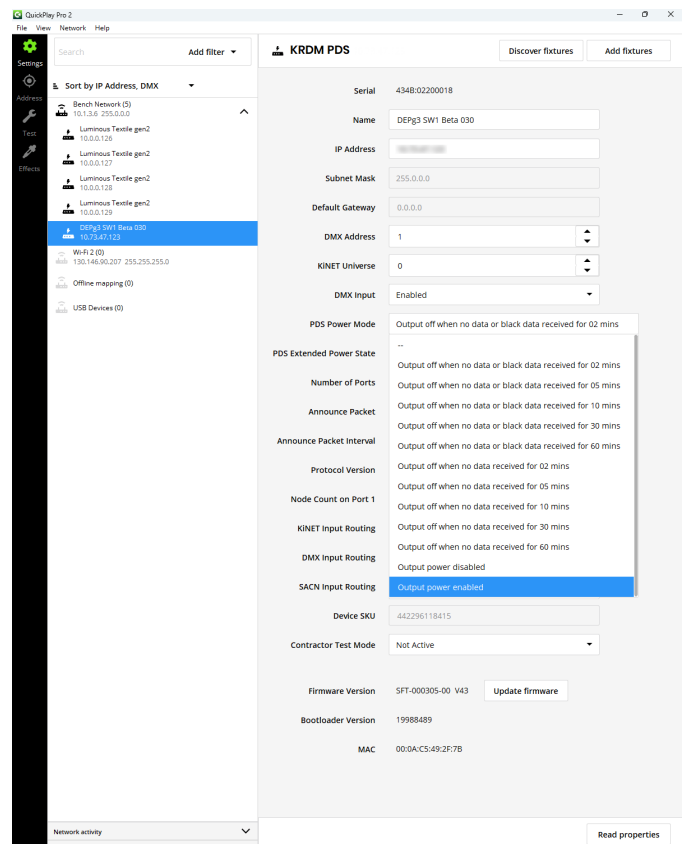 QuickPlay Pro 2
File View Network Help
Settings
Address
Test
Effects
Search
Add filter
Sort by IP Address, DMX
Bench Network (5)
10.1.3.6 255.0.0.0
Luminous Textile gen2
10.0.0.126
Luminous Textile gen2
10.0.0.127
Luminous Textile gen2
10.0.0.128
Luminous Textile gen2
10.0.0.129
DEPg3 SW1 Beta 030
10.73.47.123
Wi-Fi 2 (0)
130.146.90.207 255.255.255.0
Offline mapping (0)
USB Devices (0)
Network activity
KRDM PDS
Discover fixtures
Add fixtures
Serial 434B:02200018
Name DEPg3 SW1 Beta 030
IP Address
Subnet Mask 255.0.0.0
Default Gateway 0.0.0.0
DMX Address 1
KiNET Universe 0
DMX Input Enabled
PDS Power Mode Output off when no data or black data received for 02 mins
PDS Extended Power State
Number of Ports
Announce Packet
Announce Packet Interval
Protocol Version
Node Count on Port 1
KiNET Input Routing
DMX Input Routing
SACN Input Routing
--
Output off when no data or black data received for 02 mins
Output off when no data or black data received for 05 mins
Output off when no data or black data received for 10 mins
Output off when no data or black data received for 30 mins
Output off when no data or black data received for 60 mins
Output off when no data received for 02 mins
Output off when no data received for 05 mins
Output off when no data received for 10 mins
Output off when no data received for 30 mins
Output off when no data received for 60 mins
Output power disabled
Output power enabled
Device SKU 442296118415
Contractor Test Mode Not Active
Firmware Version SFT-000305-00 V43 Update firmware
Bootloader Version 19988489
MAC 00:0A:C5:49:2F:7B
Read properties